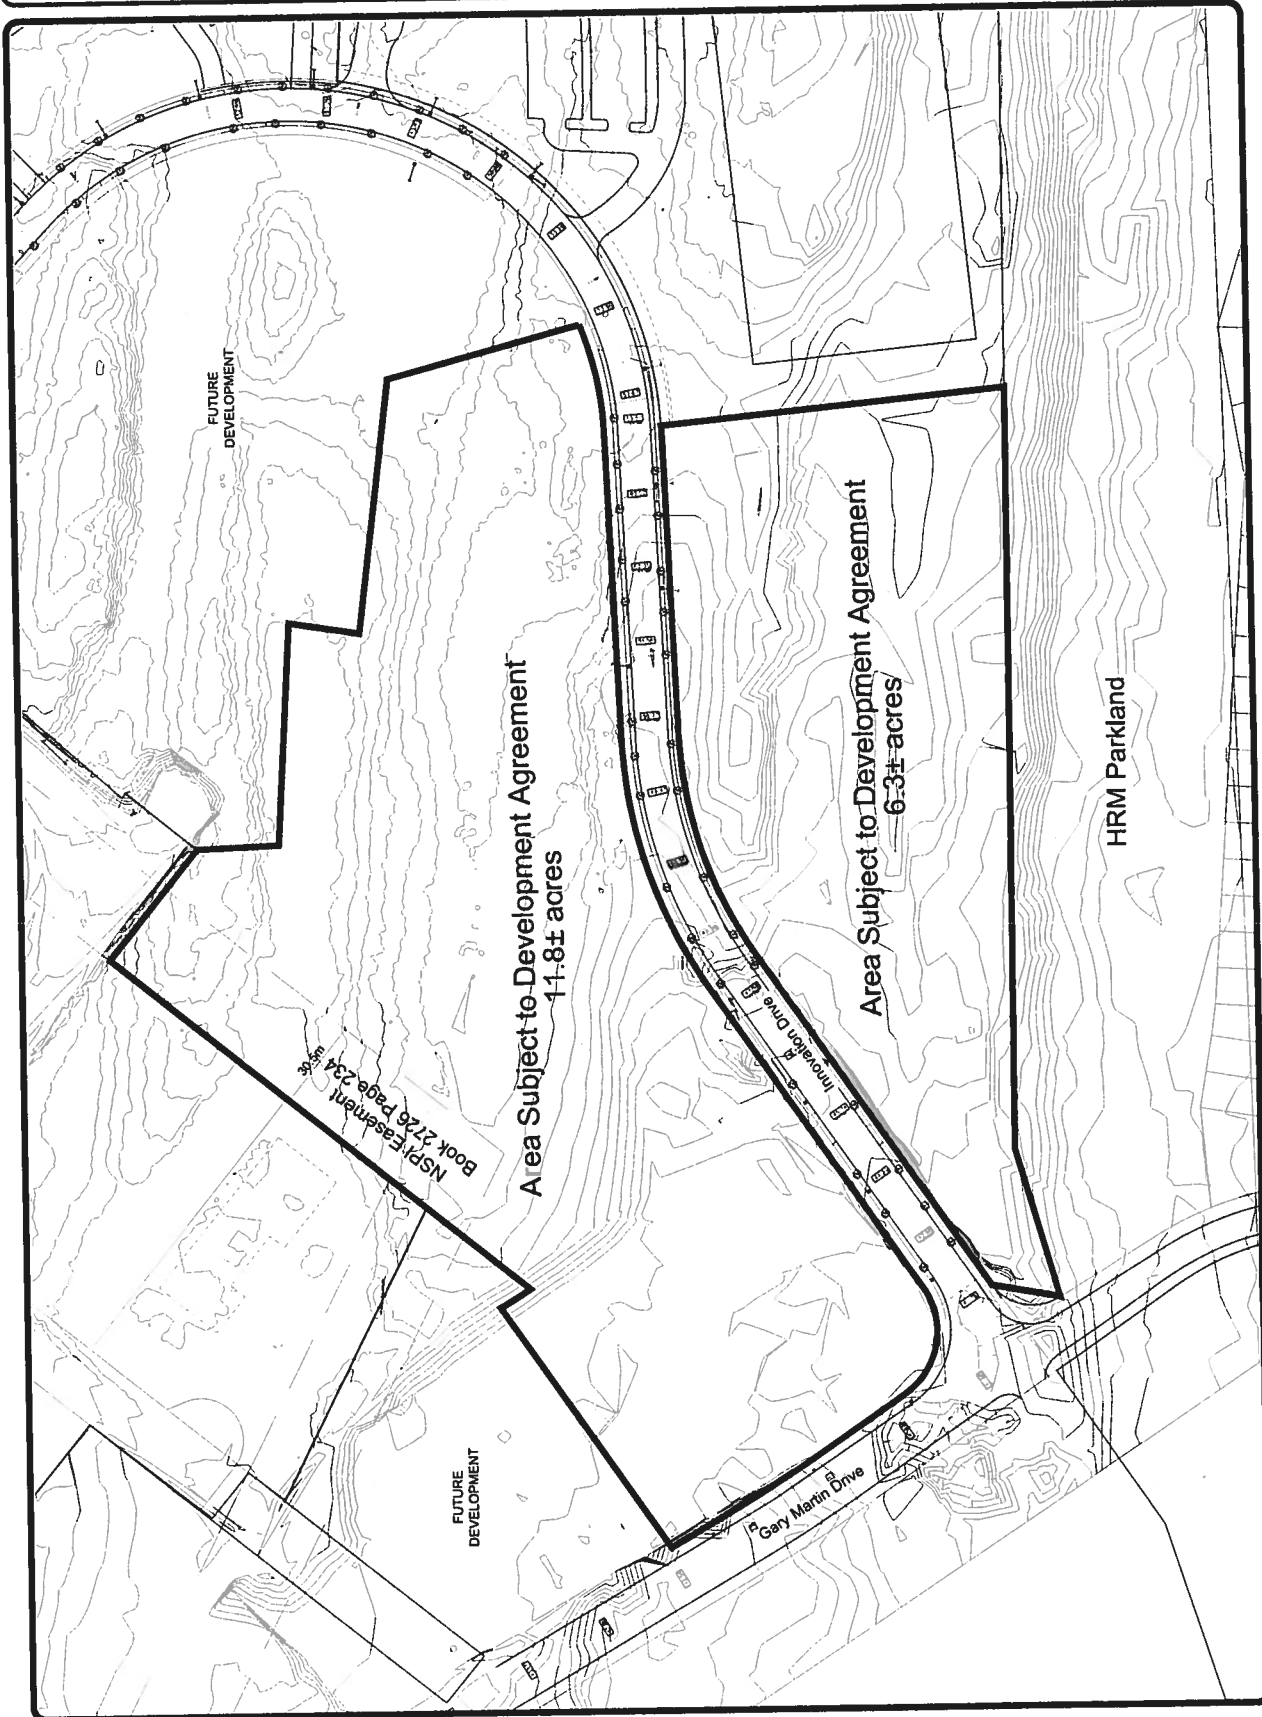 FUTURE
DEVELOPMENT
30.5m
NSPI Easement
Book 2726 Page 234
Area Subject to Development Agreement
11.8± acres
Area Subject to Development Agreement
6.3± acres
Innovation Drive
HRM Parkland
FUTURE
DEVELOPMENT
Gary Martin Drive